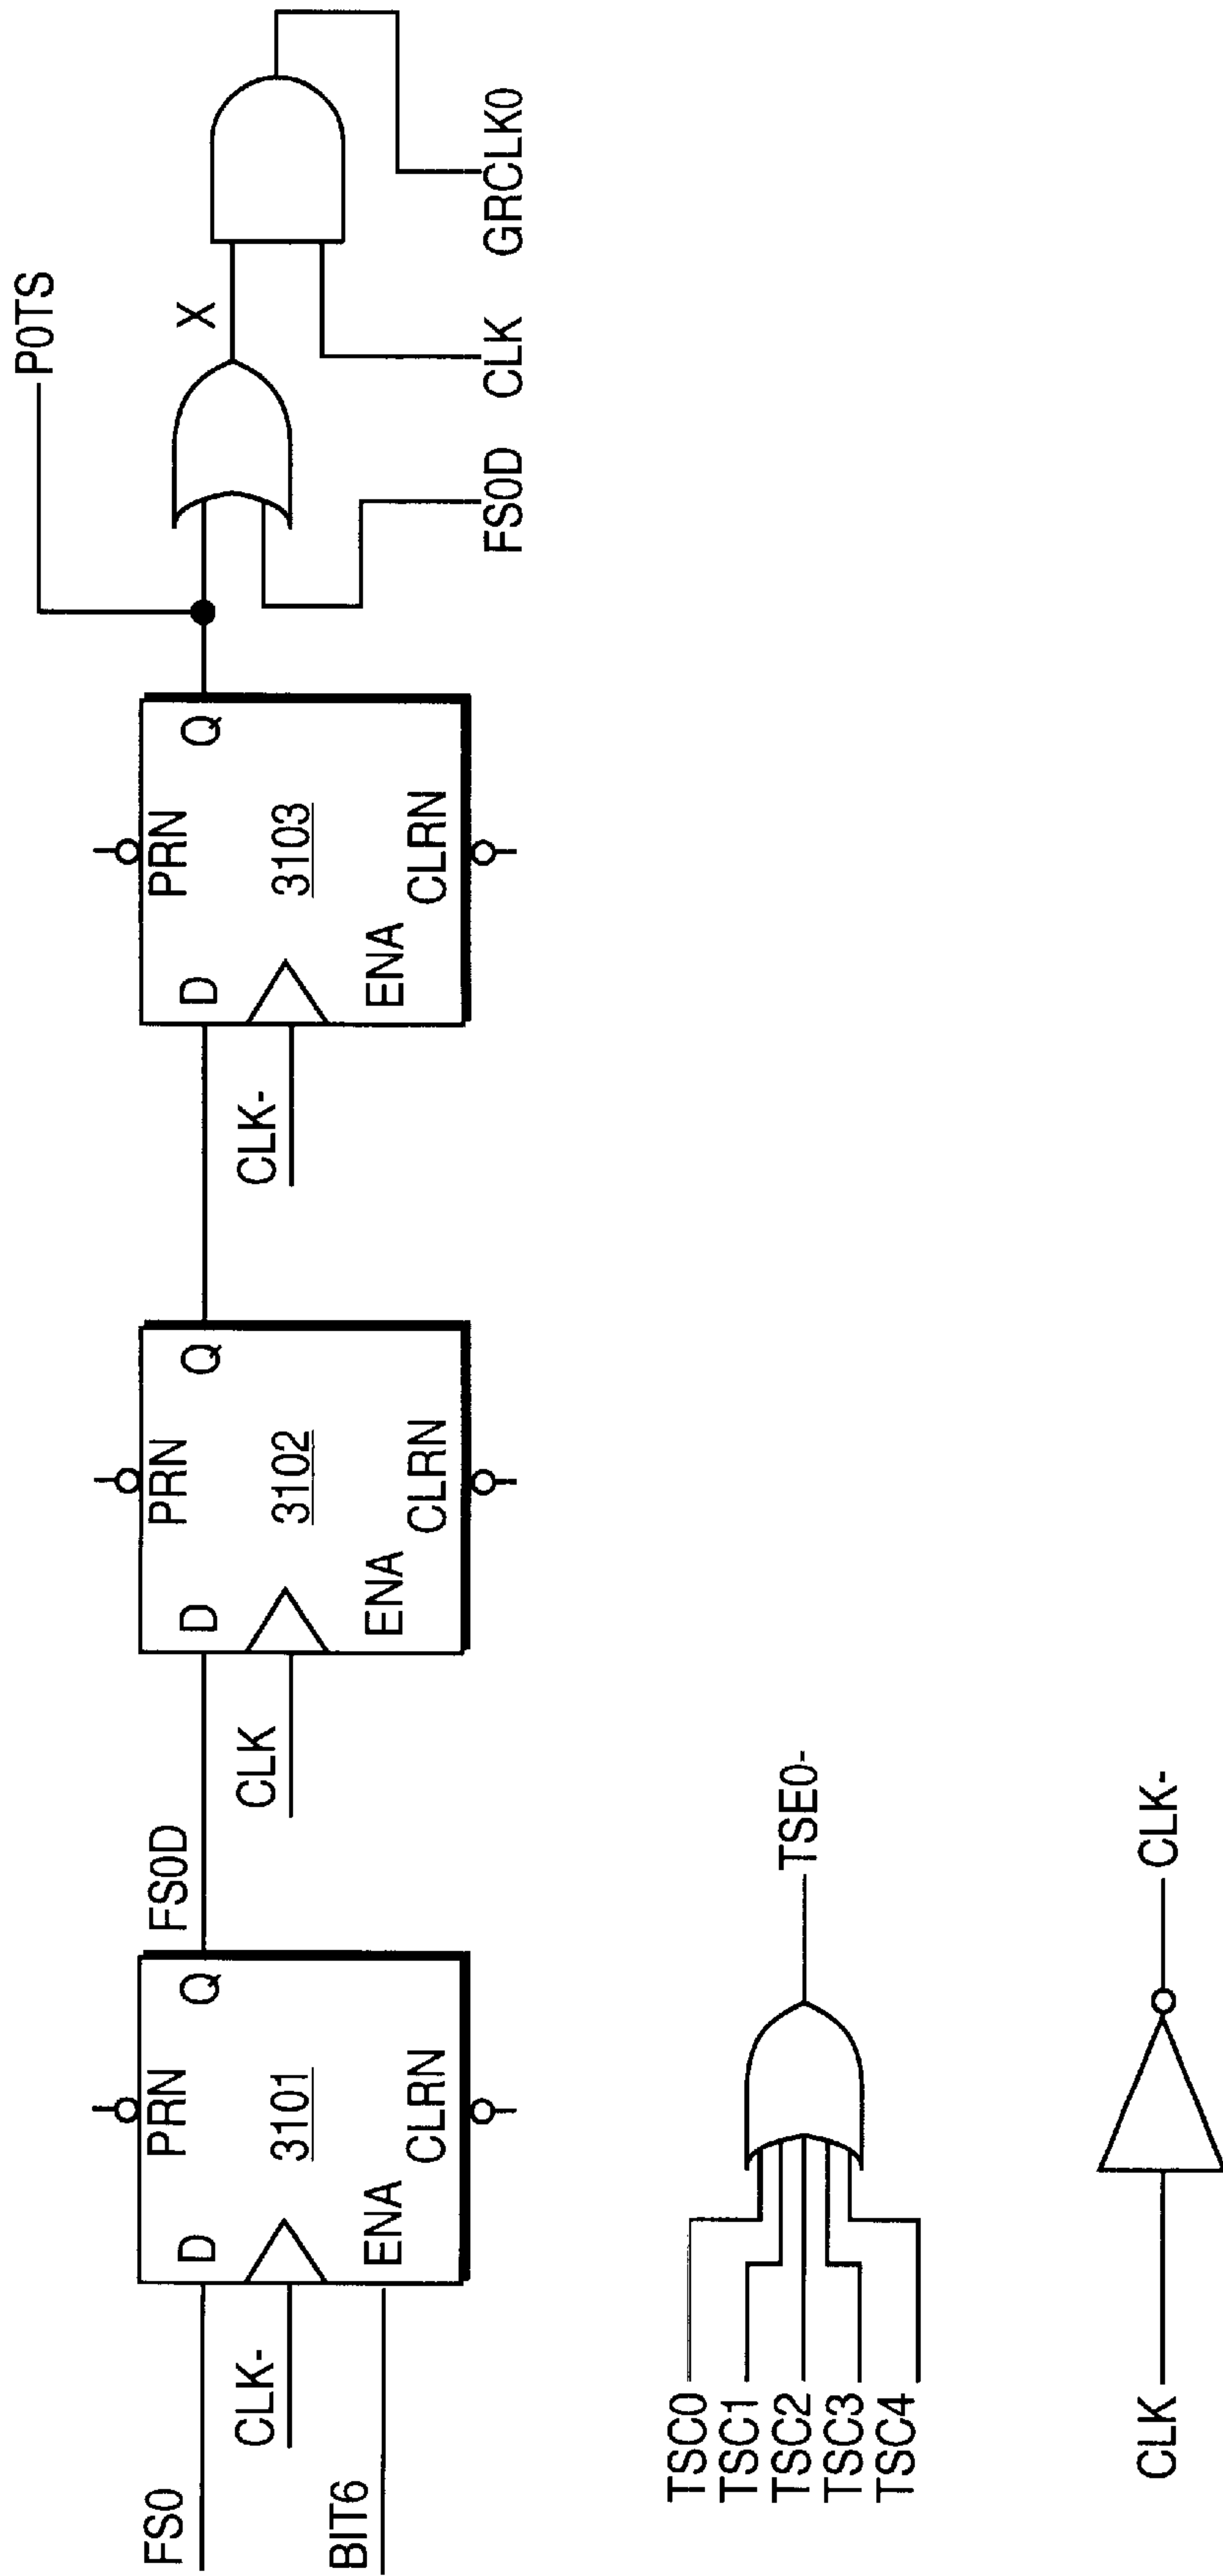 FS0
CLK-
BIT6
D
PRN
Q
3101
ENA
CLRN
FS0D
CLK
D
PRN
Q
3102
ENA
CLRN
CLK-
D
PRN
Q
3103
ENA
CLRN
P0TS
X
FS0D
CLK
GRCLK0
TSC0
TSC1
TSC2
TSC3
TSC4
TSE0-
CLK
CLK-